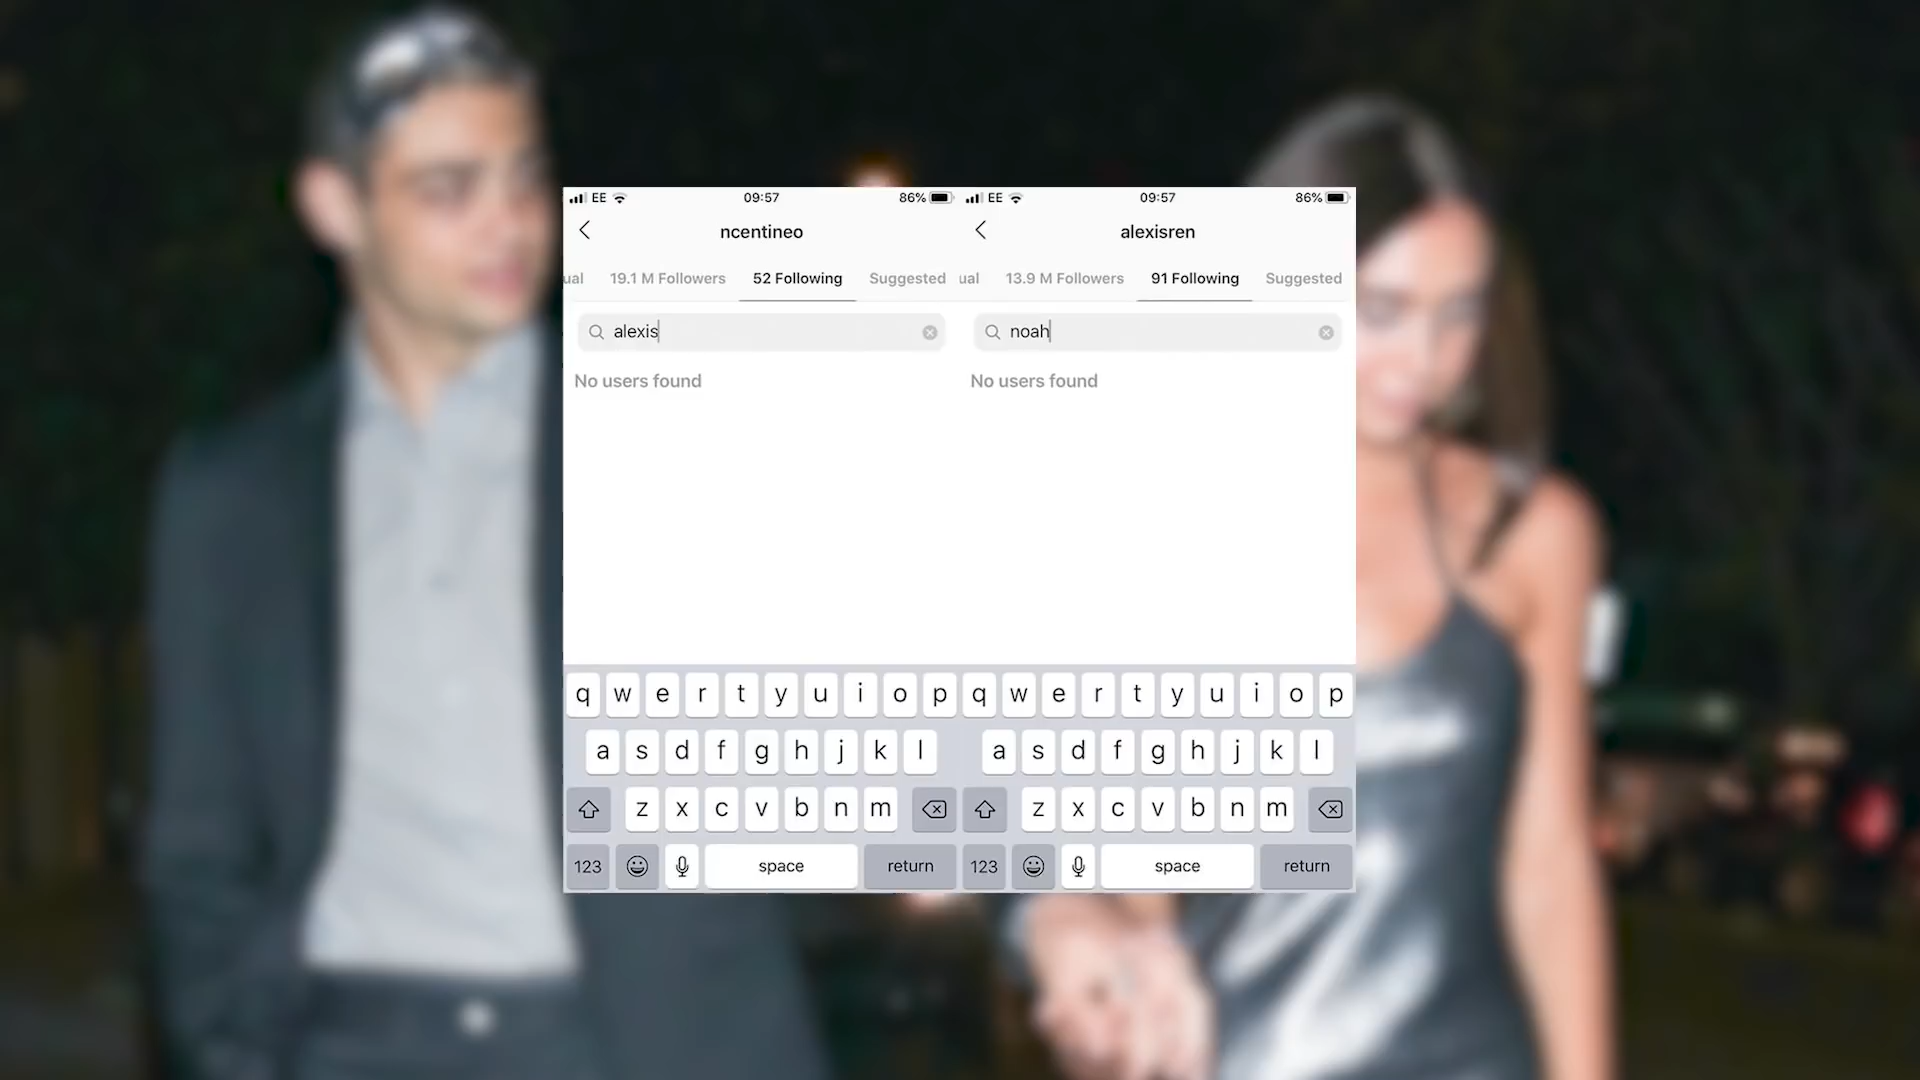 EE 09:57 86%
ncentineo
ual 19.1 M Followers 52 Following Suggested
alexis
No users found
q w e r t y u i o p
a s d f g h j k l
z x c v b n m
123 space return
EE 09:57 86%
alexisren
ual 13.9 M Followers 91 Following Suggested
noah
No users found
q w e r t y u i o p
a s d f g h j k l
z x c v b n m
123 space return